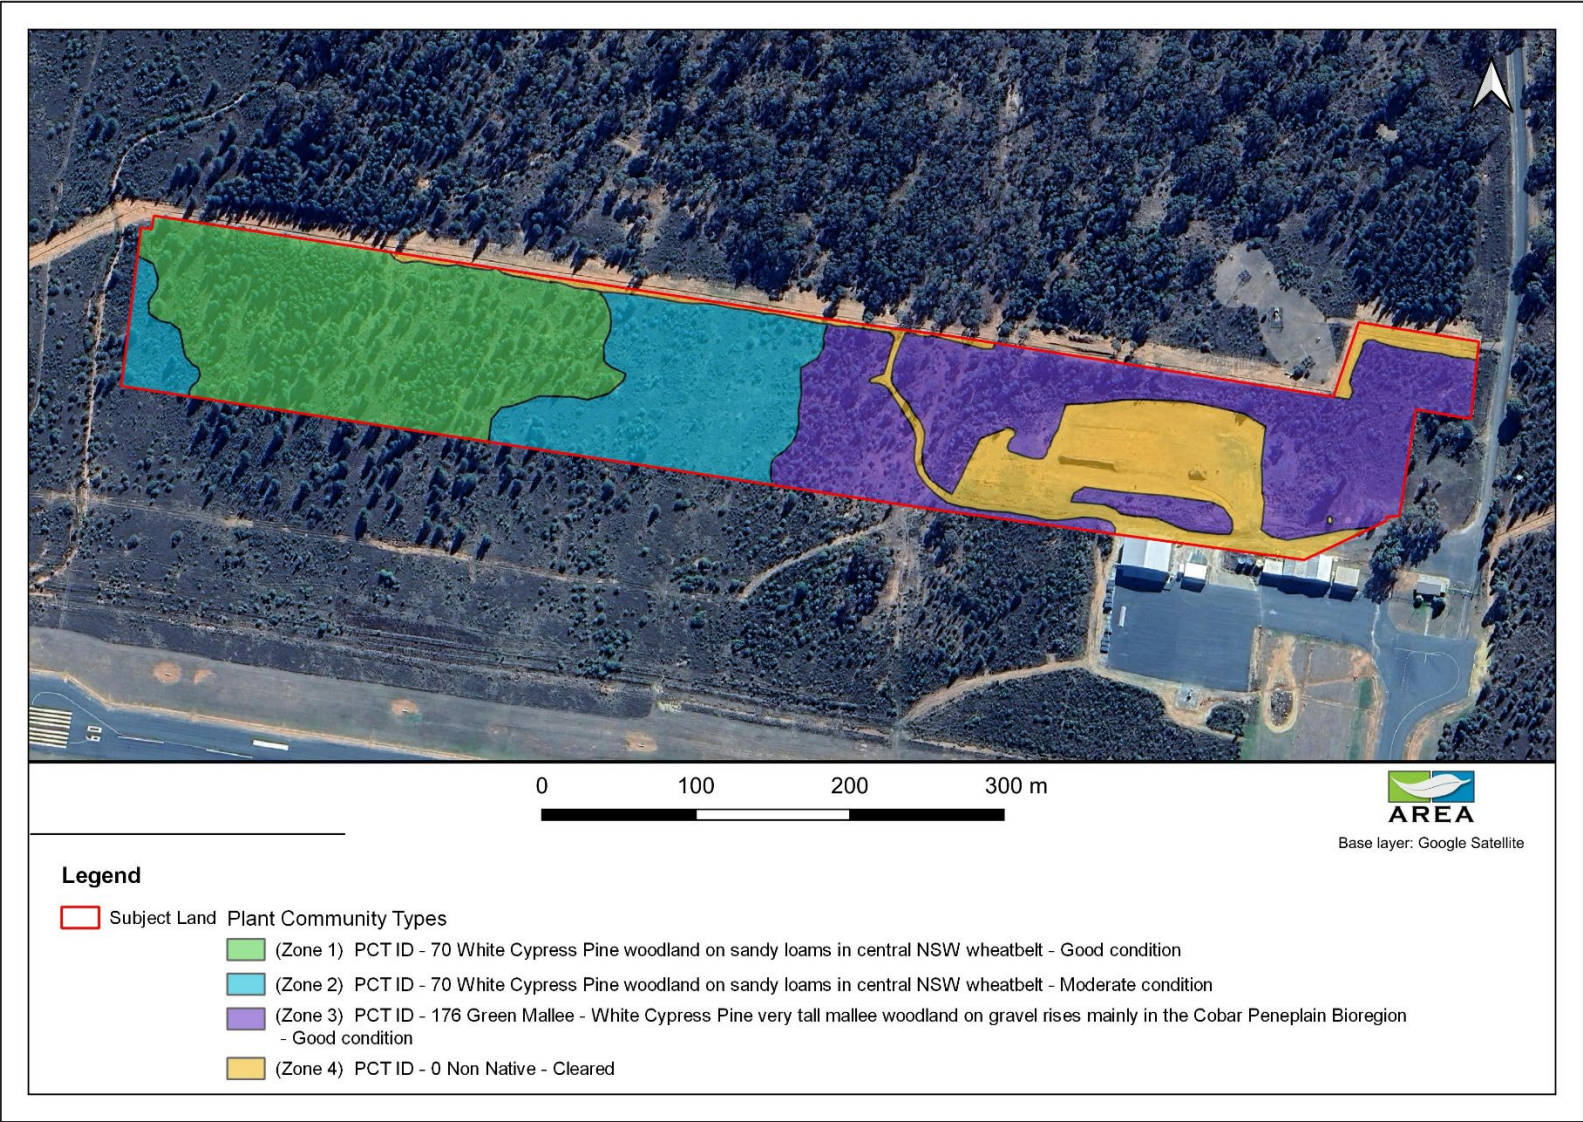 60
0 100 200 300 m
AREA
Base layer: Google Satellite
Legend
Subject Land Plant Community Types
(Zone 1) PCT ID - 70 White Cypress Pine woodland on sandy loams in central NSW wheatbelt - Good condition
(Zone 2) PCT ID - 70 White Cypress Pine woodland on sandy loams in central NSW wheatbelt - Moderate condition
(Zone 3) PCT ID - 176 Green Mallee - White Cypress Pine very tall mallee woodland on gravel rises mainly in the Cobar Peneplain Bioregion
- Good condition
(Zone 4) PCT ID - 0 Non Native - Cleared